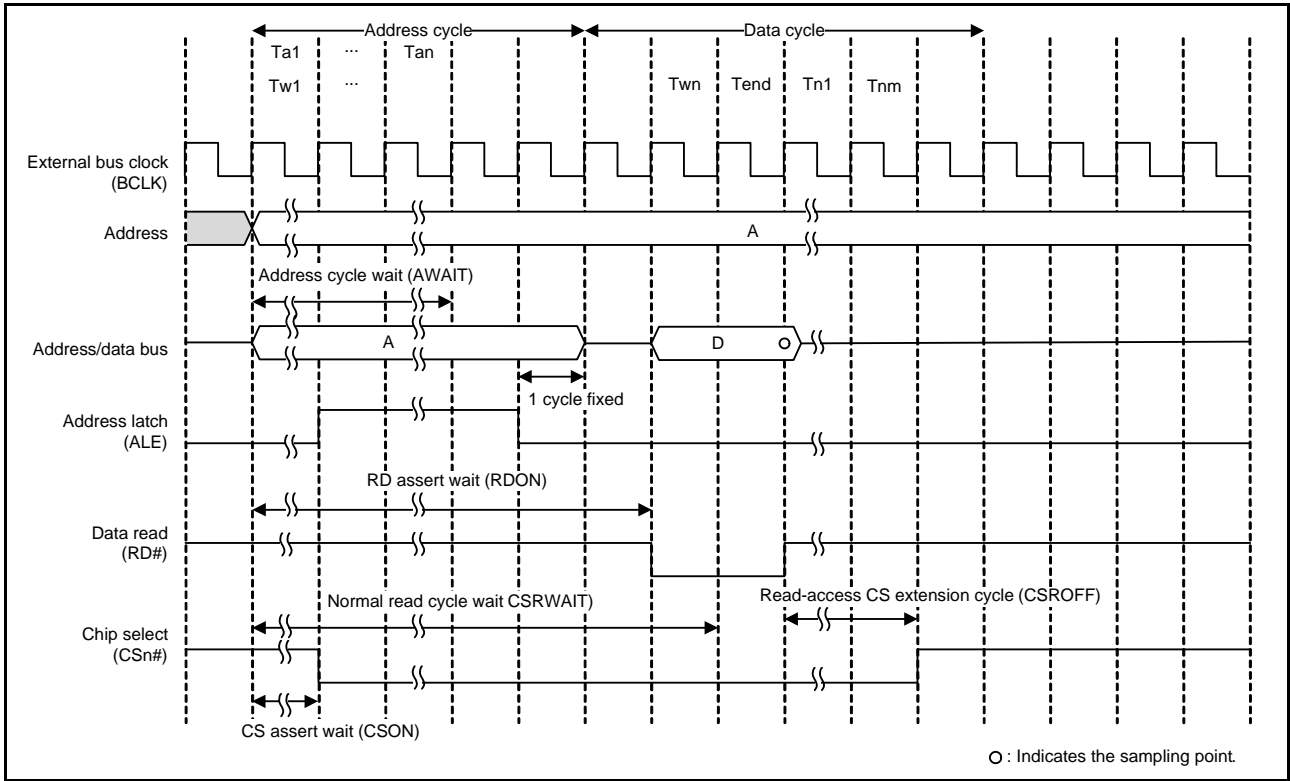 Address cycle
Data cycle
Ta1 ... Tan
Tw1 ... Twn Tend Tn1 Tnm
External bus clock
(BCLK)
Address
A
Address cycle wait (AWAIT)
Address/data bus
A
D
1 cycle fixed
Address latch
(ALE)
RD assert wait (RDON)
Data read
(RD#)
Normal read cycle wait CSRWAIT)
Read-access CS extension cycle (CSROFF)
Chip select
(CSn#)
CS assert wait (CSON)
: Indicates the sampling point.